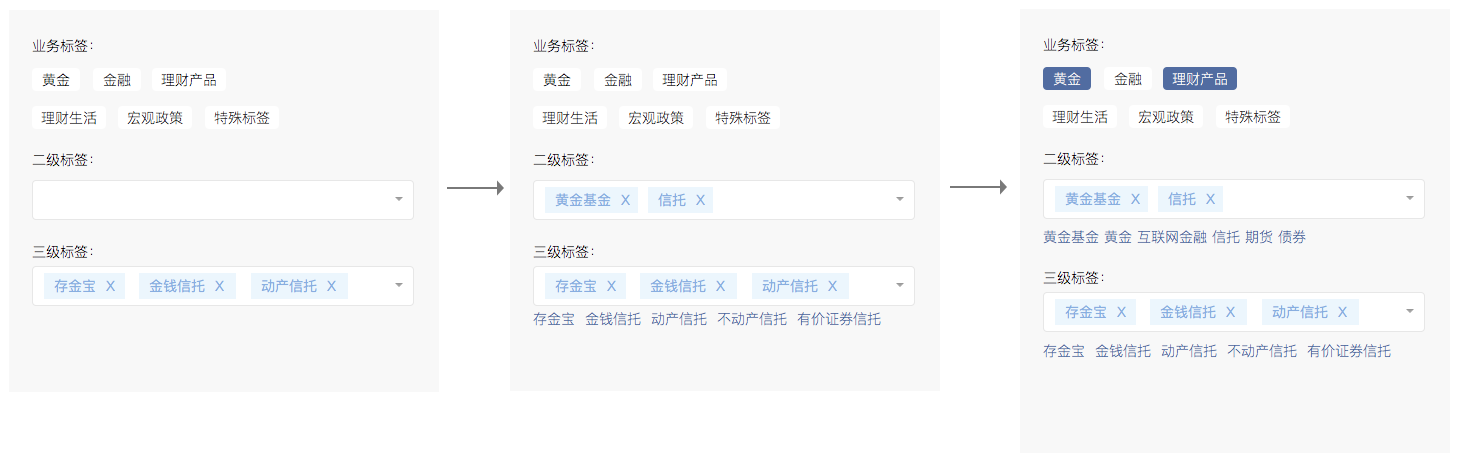 业务标签：
黄金 金融 理财产品
理财生活 宏观政策 特殊标签
二级标签：
三级标签：
存金宝 X 金钱信托 X 动产信托 X
业务标签：
黄金 金融 理财产品
理财生活 宏观政策 特殊标签
二级标签：
黄金基金 X 信托 X
三级标签：
存金宝 X 金钱信托 X 动产信托 X
存金宝 金钱信托 动产信托 不动产信托 有价证券信托
业务标签：
黄金 金融 理财产品
理财生活 宏观政策 特殊标签
二级标签：
黄金基金 X 信托 X
黄金基金 黄金 互联网金融 信托 期货 债券
三级标签：
存金宝 X 金钱信托 X 动产信托 X
存金宝 金钱信托 动产信托 不动产信托 有价证券信托